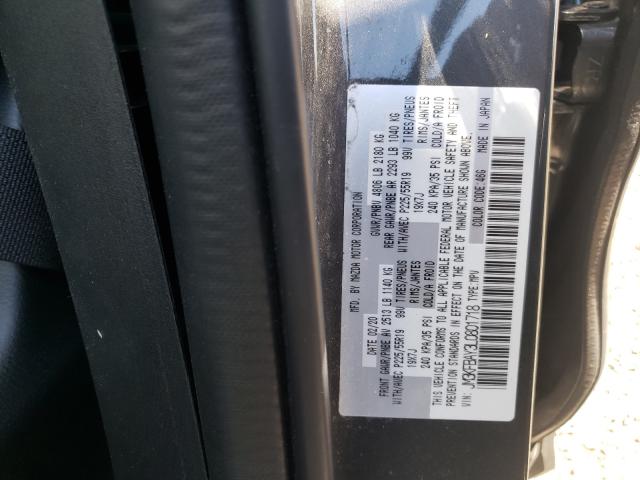 MFD. BY MAZDA MOTOR CORPORATION
DATE: 02/20 GVWR/PNBV 4806 LB 2180 KG
FRONT GAWR/PNBE AV 2513 LB 1140 KG REAR GAWR/PNBE AR 2293 LB 1040 KG
WITH/AVEC P225/55R19 99V TIRES/PNEUS WITH/AVEC P225/55R19 99V TIRES/PNEUS
19X7J RIMS/JANTES 19X7J RIMS/JANTES
240 KPA/35 PSI COLD/A FROID 240 KPA/35 PSI COLD/A FROID
THIS VEHICLE CONFORMS TO ALL APPLICABLE FEDERAL MOTOR VEHICLE SAFETY AND THEFT
PREVENTION STANDARDS IN EFFECT ON THE DATE OF MANUFACTURE SHOWN ABOVE.
VIN: JM3KFBAY3L0801718 TYPE:MPV COLOR CODE:46G MADE IN JAPAN